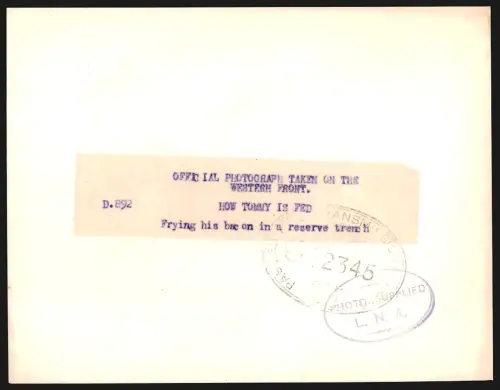 OFFICIAL PHOTOGRAPH TAKEN ON THE
WESTERN FRONT.
D.892 HOW TOMMY IS FED
Frying his bacon in a reserve trench
2345
PHOTO. SUPPLIED
L. N. A.